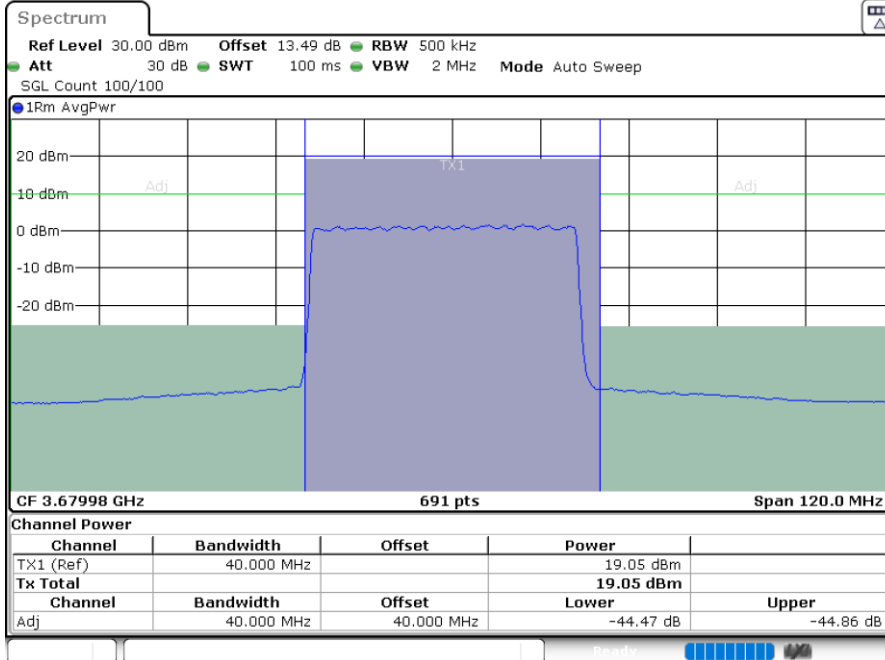 Spectrum
Ref Level 30.00 dBm Offset 13.49 dB RBW 500 kHz
Att 30 dB SWT 100 ms VBW 2 MHz Mode Auto Sweep
SGL Count 100/100
1Rm AvgPwr
20 dBm
TX1
Adj Adj
10 dBm
0 dBm
-10 dBm
-20 dBm
CF 3.67998 GHz 691 pts Span 120.0 MHz
Channel Power
Channel Bandwidth Offset Power
TX1 (Ref) 40.000 MHz 19.05 dBm
Tx Total 19.05 dBm
Channel Bandwidth Offset Lower Upper
Adj 40.000 MHz 40.000 MHz -44.47 dB -44.86 dB
Ready